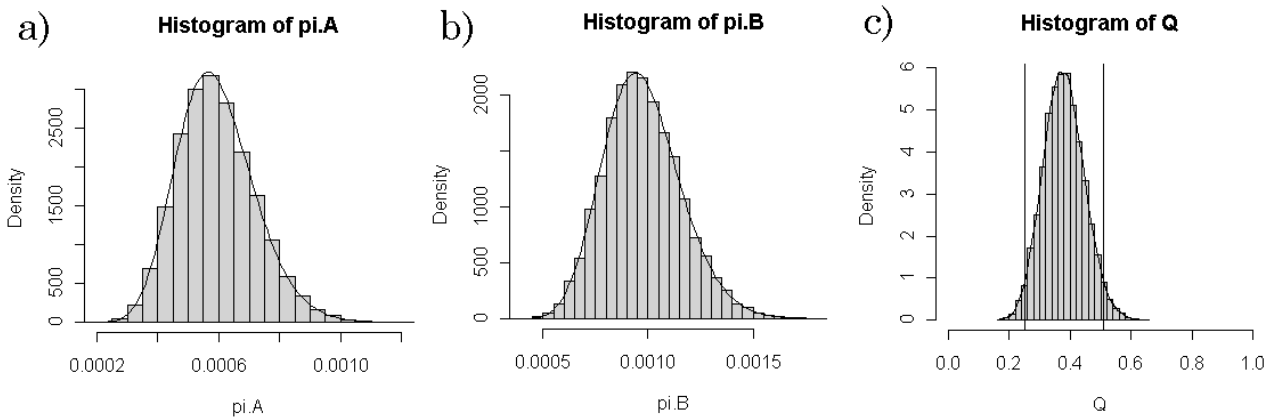 a)
Histogram of pi.A
Density
0
500
1500
2500
0.0002
0.0006
0.0010
pi.A
b)
Histogram of pi.B
Density
0
500
1000
2000
0.0005
0.0010
0.0015
pi.B
c)
Histogram of Q
Density
0
1
2
3
4
5
6
0.0
0.2
0.4
0.6
0.8
1.0
Q